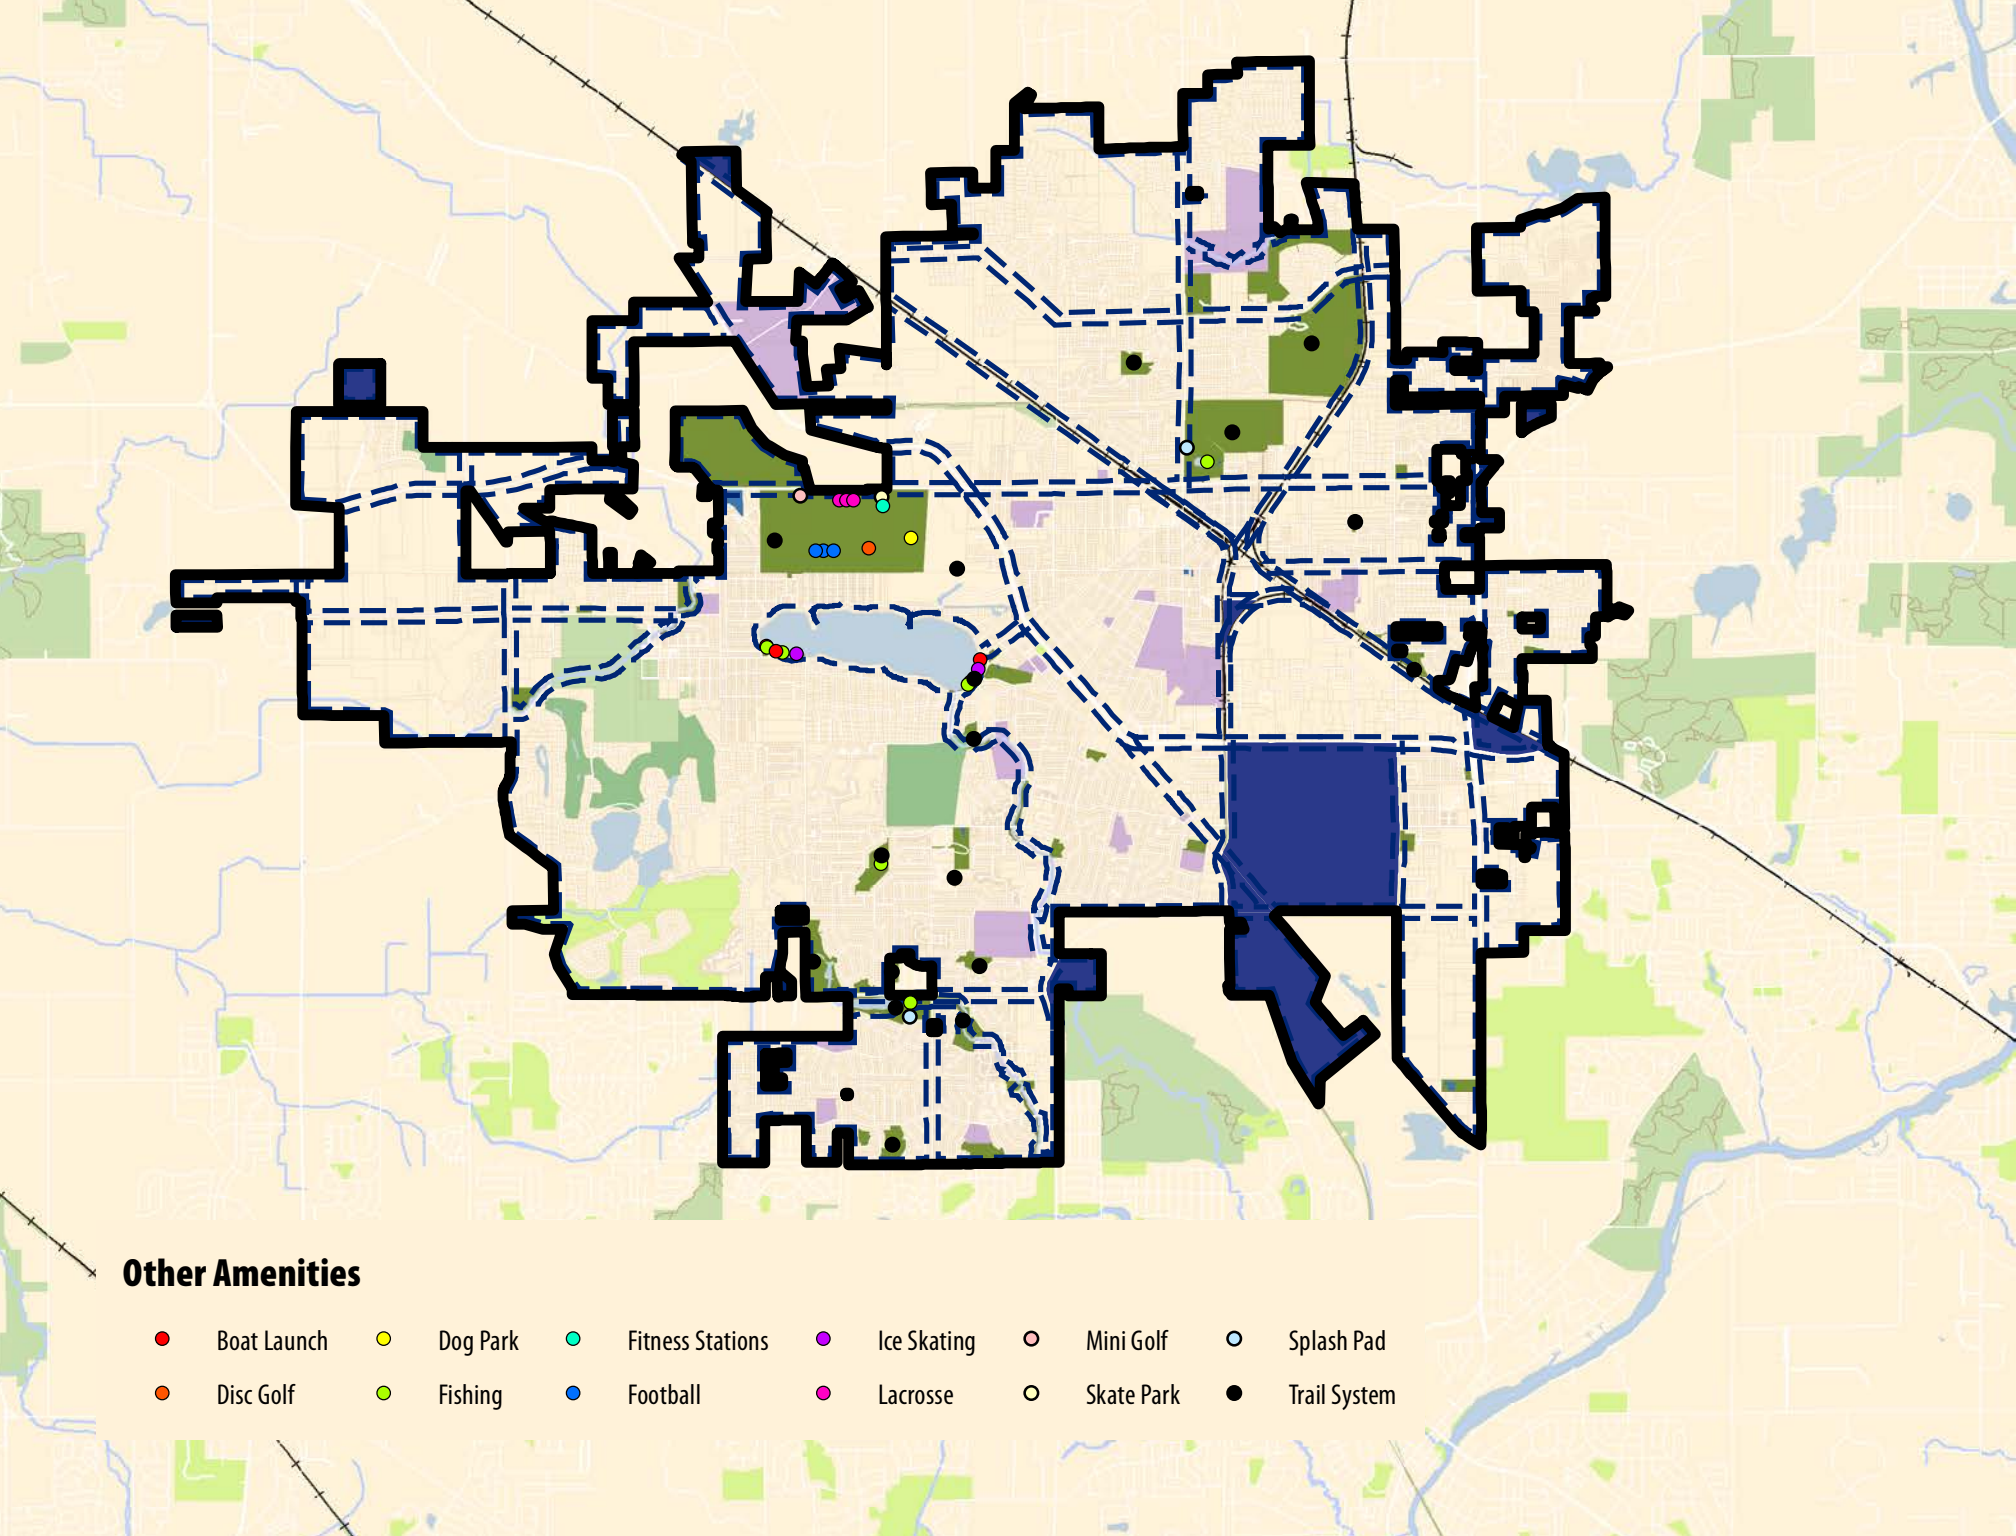 Other Amenities
Boat Launch Dog Park Fitness Stations Ice Skating Mini Golf Splash Pad
Disc Golf Fishing Football Lacrosse Skate Park Trail System